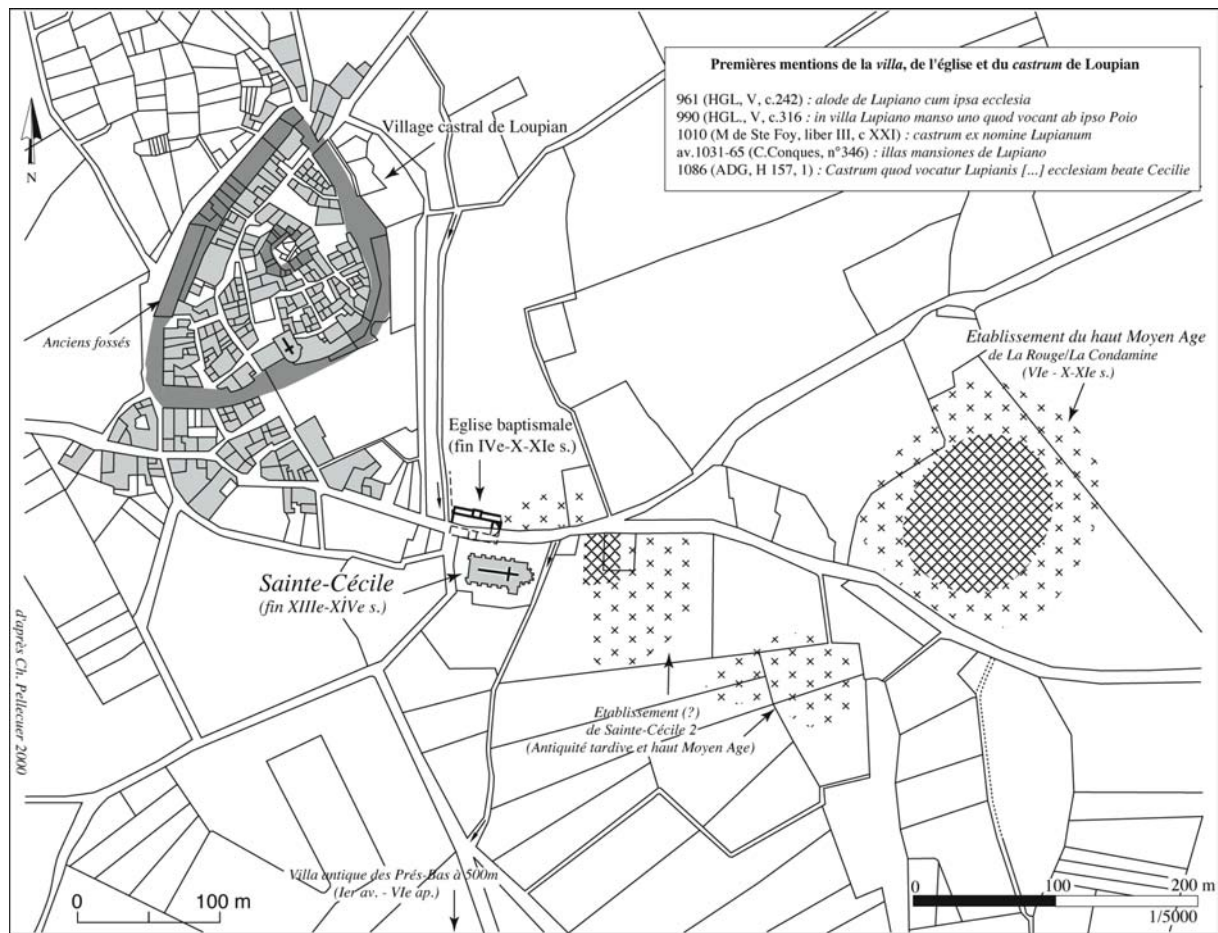 Premières mentions de la villa, de l'église et du castrum de Loupian
961 (HGL, V, c.242) : alode de Lupiano cum ipsa ecclesia
990 (HGL., V, c.316 : in villa Lupiano manso uno quod vocant ab ipso Poio
1010 (M de Ste Foy, liber III, c XXI) : castrum ex nomine Lupianum
av.1031-65 (C.Conques, n°346) : illas mansiones de Lupiano
1086 (ADG, H 157, 1) : Castrum quod vocatur Lupianis [...] ecclesiam beate Cecilie
Village castral de Loupian
N
Anciens fossés
Etablissement du haut Moyen Age
de La Rouge/La Condamine
(VIe - X-XIe s.)
Eglise baptismale
(fin IVe-X-XIe s.)
Sainte-Cécile
(fin XIIIe-XIVe s.)
Etablissement (?)
de Sainte-Cécile 2
(Antiquité tardive et haut Moyen Age)
d'après Ch. Pellecuer 2000
Villa antique des Prés-Bas à 500m
(Ier av. - VIe ap.)
0 100 m
0 100 200 m
1/5000